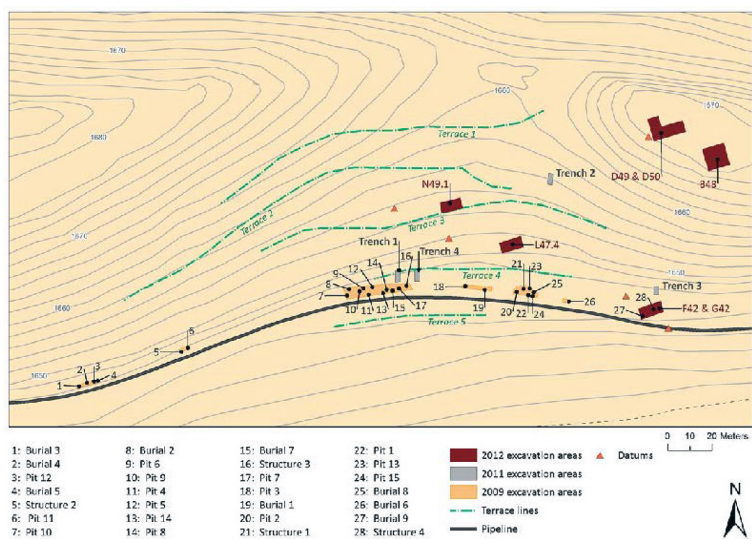 1670
1680
1660
1670
Terrace 1
Trench 2
D49 & D50
B48
N49.1
Terrace 2
Terrace 3
1670
1660
L47.4
Trench 1
Trench 4
16
14
12
9
8
7
10
11
13
15
17
Terrace 4
18
19
21
23
25
20
22
24
26
1650
Trench 3
28
27
F42 & G42
1660
Terrace 5
6
5
1650
3
2
4
1
0 10 20 Meters
N
1: Burial 3
2: Burial 4
3: Pit 12
4: Burial 5
5: Structure 2
6: Pit 11
7: Pit 10
8: Burial 2
9: Pit 6
10: Pit 9
11: Pit 4
12: Pit 5
13: Pit 14
14: Pit 8
15: Burial 7
16: Structure 3
17: Pit 7
18: Pit 3
19: Burial 1
20: Pit 2
21: Structure 1
22: Pit 1
23: Pit 13
24: Pit 15
25: Burial 8
26: Burial 6
27: Burial 9
28: Structure 4
2012 excavation areas
2011 excavation areas
2009 excavation areas
Terrace lines
Pipeline
Datums